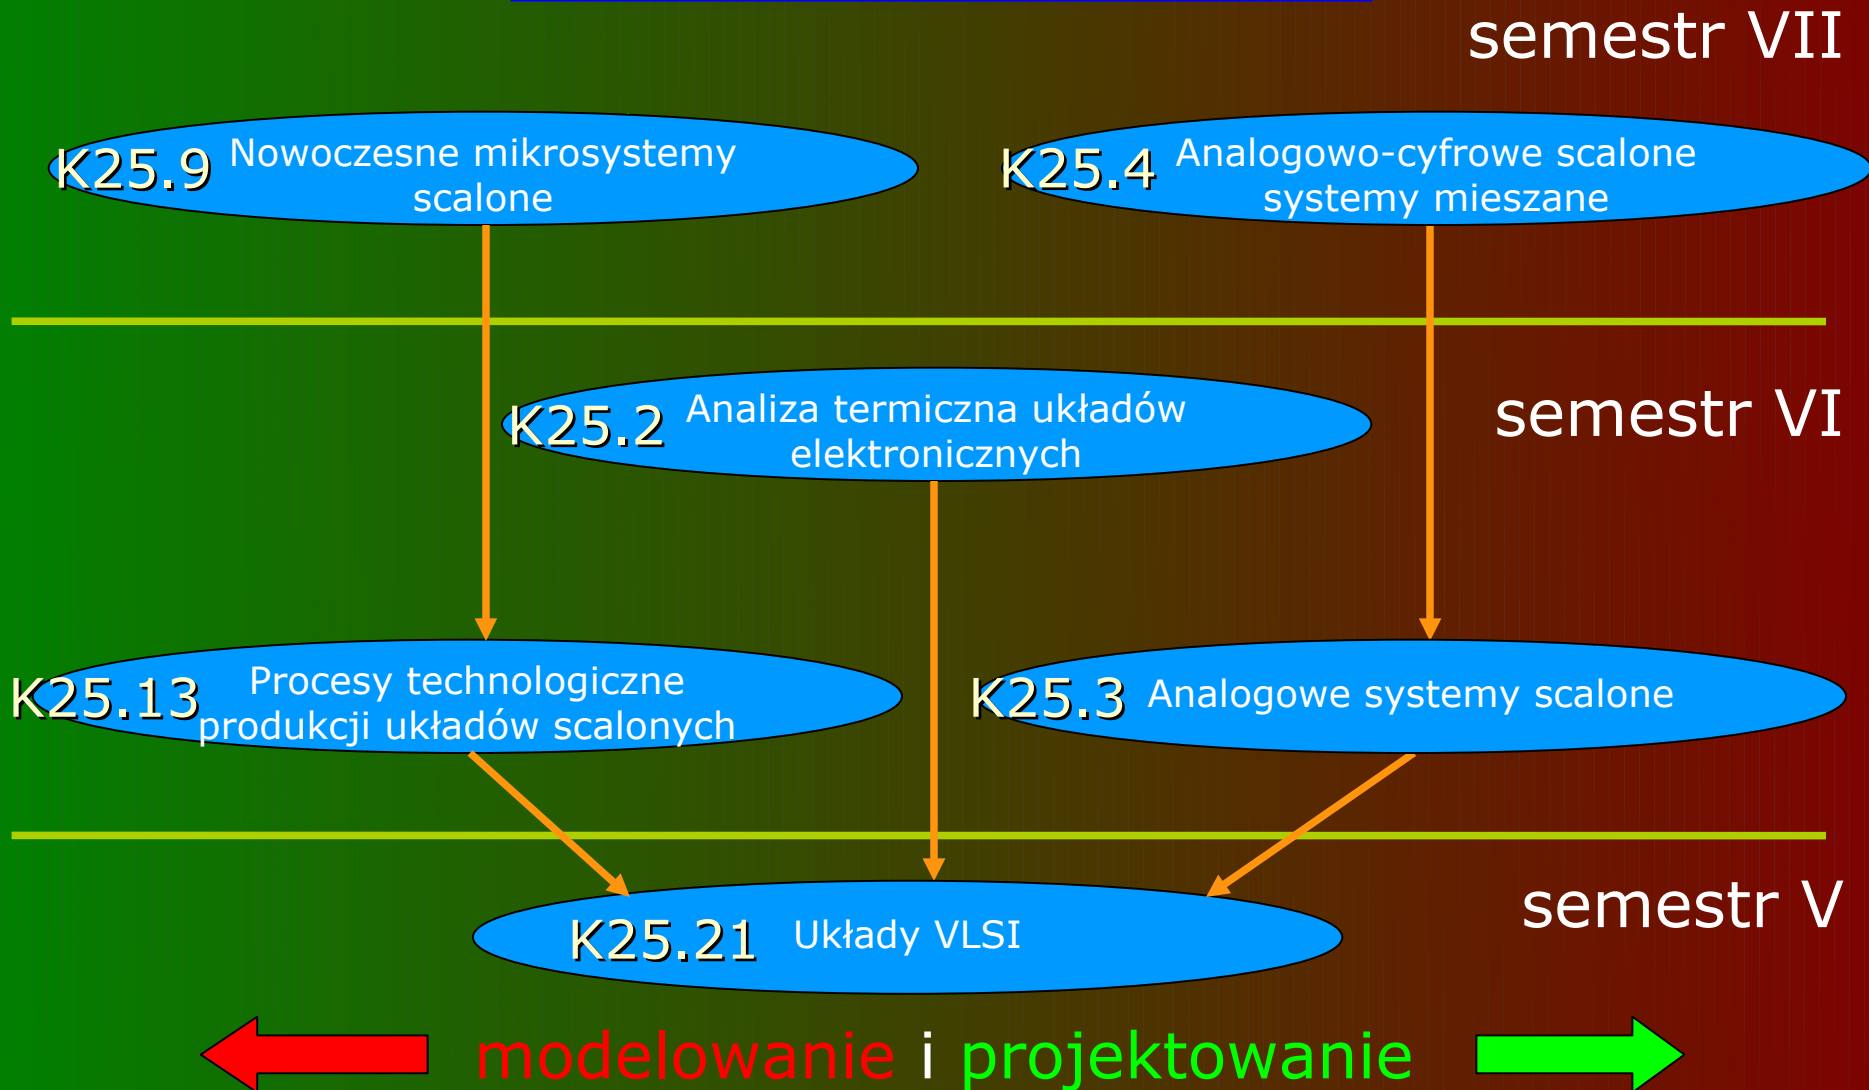 semestr VII
K25.9
Nowoczesne mikrosystemy
scalone
K25.4
Analogowo-cyfrowe scalone
systemy mieszane
K25.2
Analiza termiczna układów
elektronicznych
semestr VI
K25.13
Procesy technologiczne
produkcji układów scalonych
K25.3
Analogowe systemy scalone
K25.21
Układy VLSI
semestr V
modelowanie i projektowanie